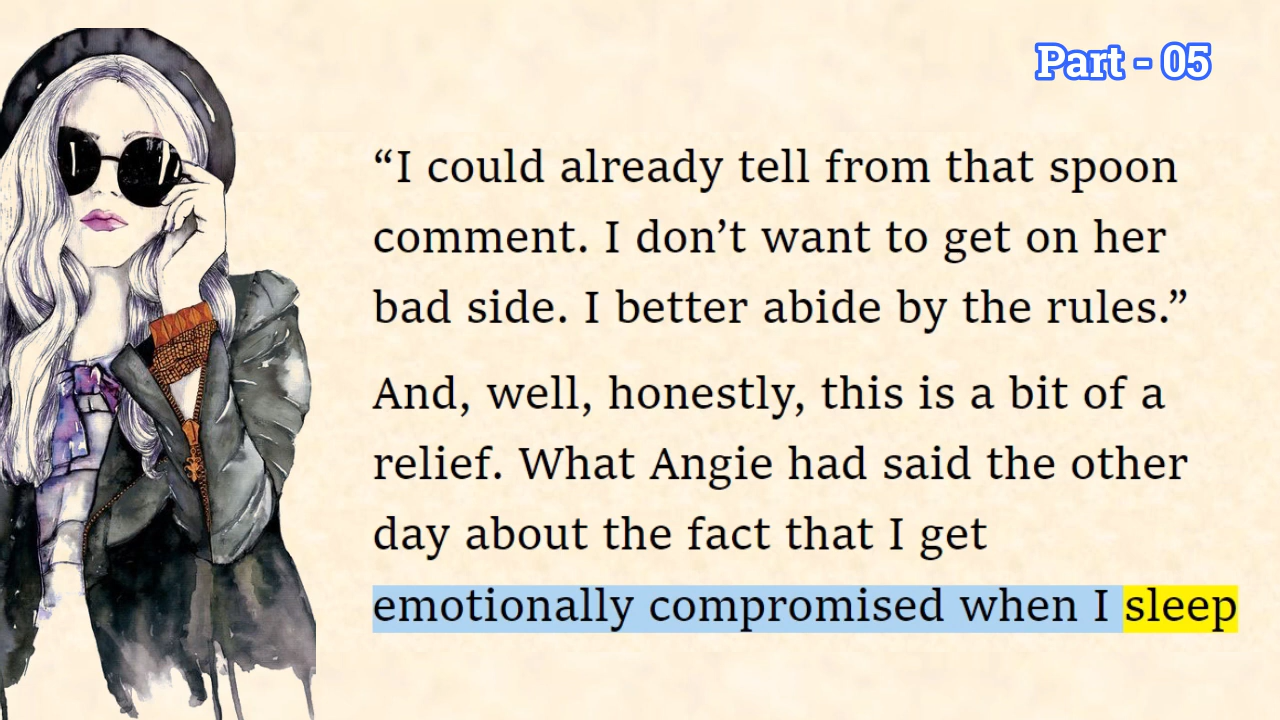 Part - 05
“I could already tell from that spoon
comment. I don’t want to get on her
bad side. I better abide by the rules.”
And, well, honestly, this is a bit of a
relief. What Angie had said the other
day about the fact that I get
emotionally compromised when I sleep